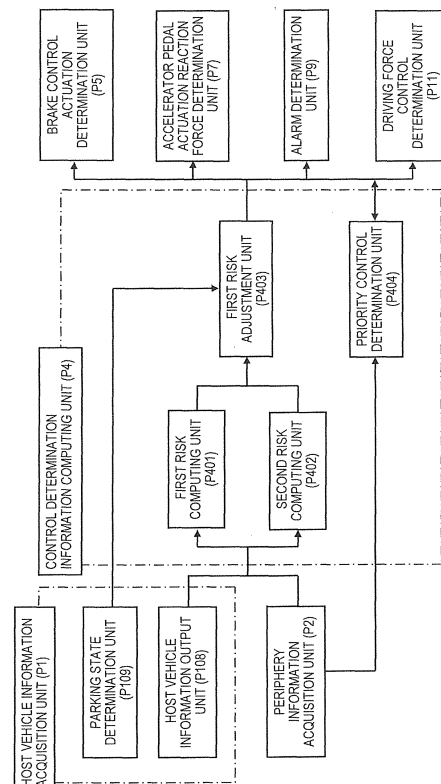 HOST VEHICLE INFORMATION
ACQUISITION UNIT (P1)
PARKING STATE
DETERMINATION UNIT
(P109)
HOST VEHICLE
INFORMATION OUTPUT
UNIT (P108)
PERIPHERY
INFORMATION
ACQUISITION UNIT (P2)
CONTROL DETERMINATION
INFORMATION COMPUTING UNIT (P4)
FIRST RISK
COMPUTING UNIT
(P401)
SECOND RISK
COMPUTING UNIT
(P402)
FIRST RISK
ADJUSTMENT UNIT
(P403)
PRIORITY CONTROL
DETERMINATION UNIT
(P404)
BRAKE CONTROL
ACTUATION
DETERMINATION UNIT
(P5)
ACCELERATOR PEDAL
ACTUATION REACTION
FORCE DETERMINATION
UNIT (P7)
ALARM DETERMINATION
UNIT (P9)
DRIVING FORCE
CONTROL
DETERMINATION
UNIT (P11)